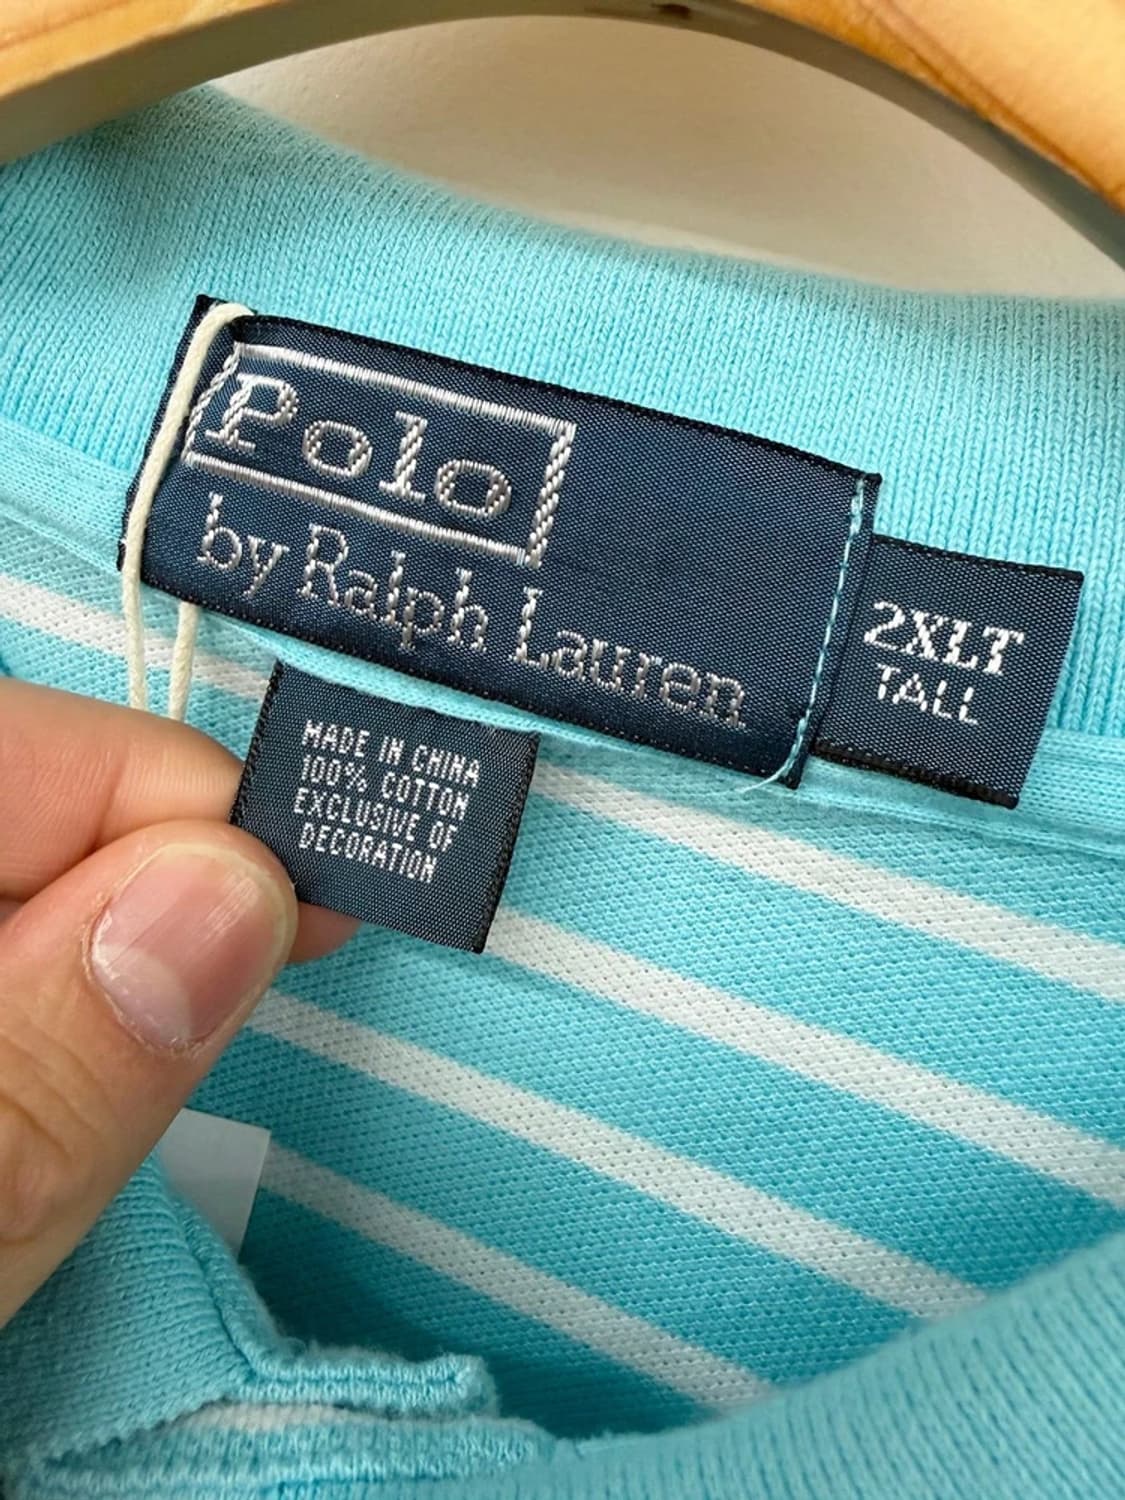 Polo
by Ralph Lauren
2XLT
TALL
MADE IN CHINA
100% COTTON
EXCLUSIVE OF
DECORATION